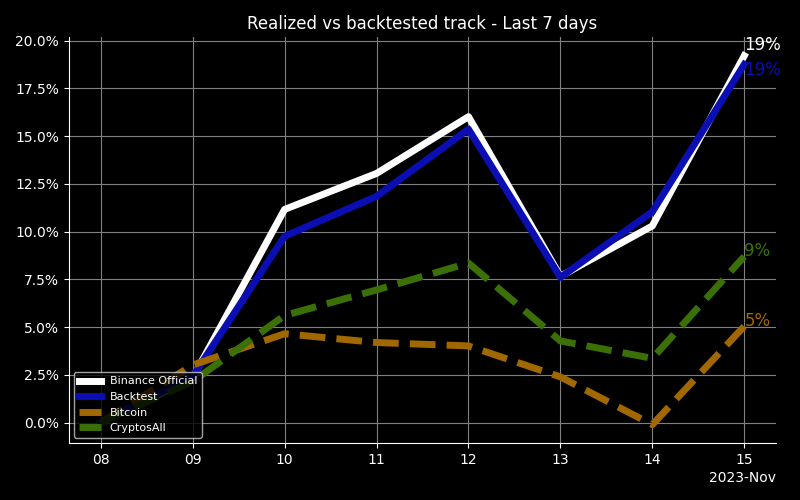 Realized vs backtested track - Last 7 days
20.0%
17.5%
15.0%
12.5%
10.0%
7.5%
5.0%
2.5%
0.0%
19%
19%
9%
5%
Binance Official
Backtest
Bitcoin
CryptosAll
08 09 10 11 12 13 14 15
2023-Nov